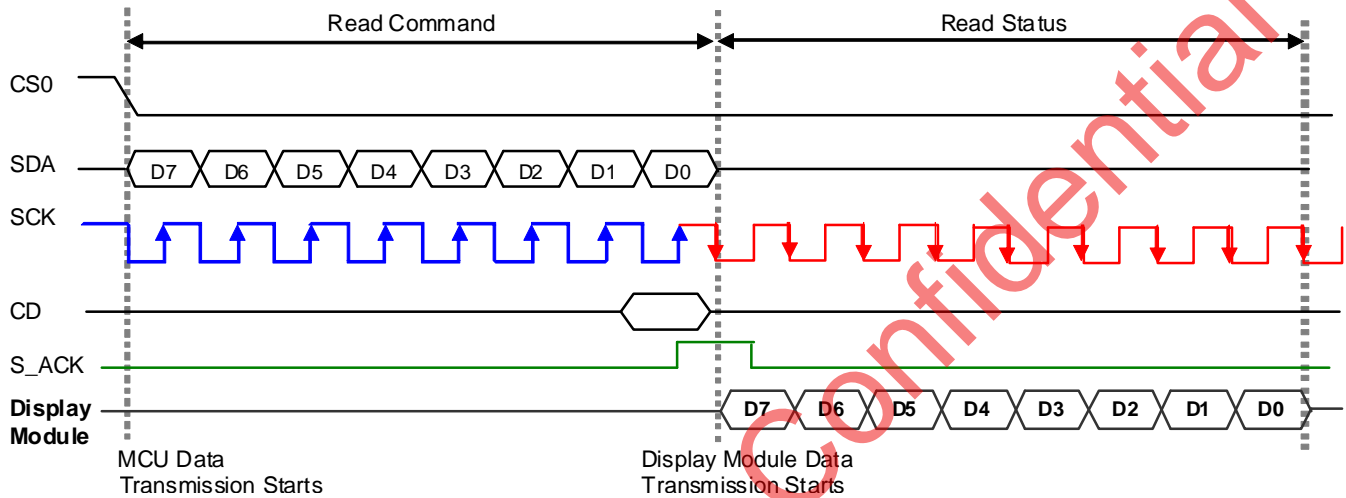 Read Command
Read Status
CS0
SDA
D7 D6 D5 D4 D3 D2 D1 D0
SCK
CD
S_ACK
Display
Module
D7 D6 D5 D4 D3 D2 D1 D0
MCU Data
Transmission Starts
Display Module Data
Transmission Starts
Confidential